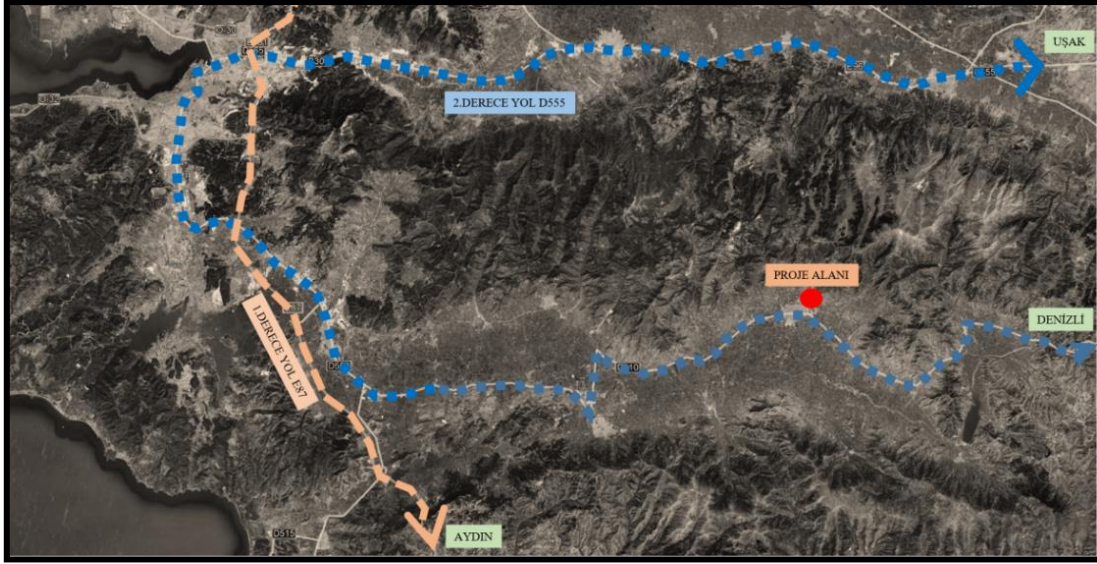 UŞAK
2.DERECE YOL D555
PROJE ALANI
DENİZLİ
1.DERECE YOL E87
AYDIN
D515